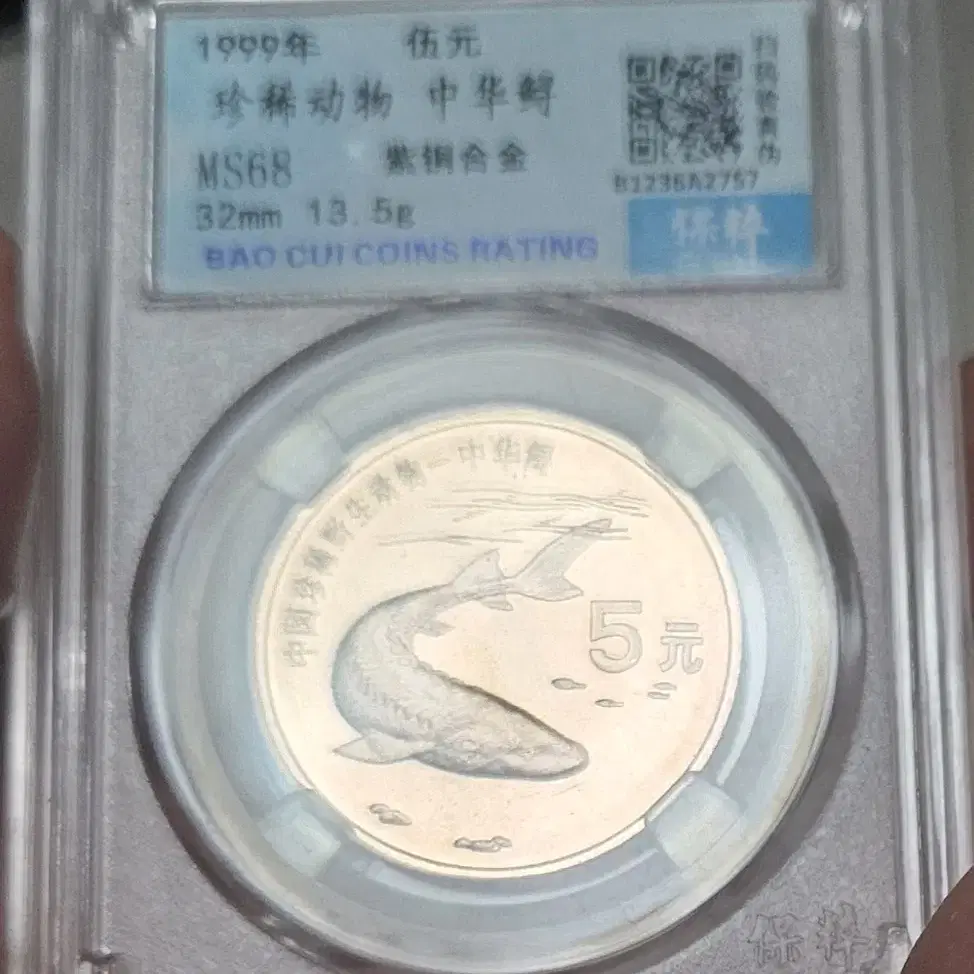 1999年 伍元
珍稀动物 中华鲟
MS68 紫铜合金
32mm 13.5g
BAO CUI COINS RATING
扫码验真伪
B1236A2757
保粹
中国珍稀野生动物—中华鲟
5元
保粹